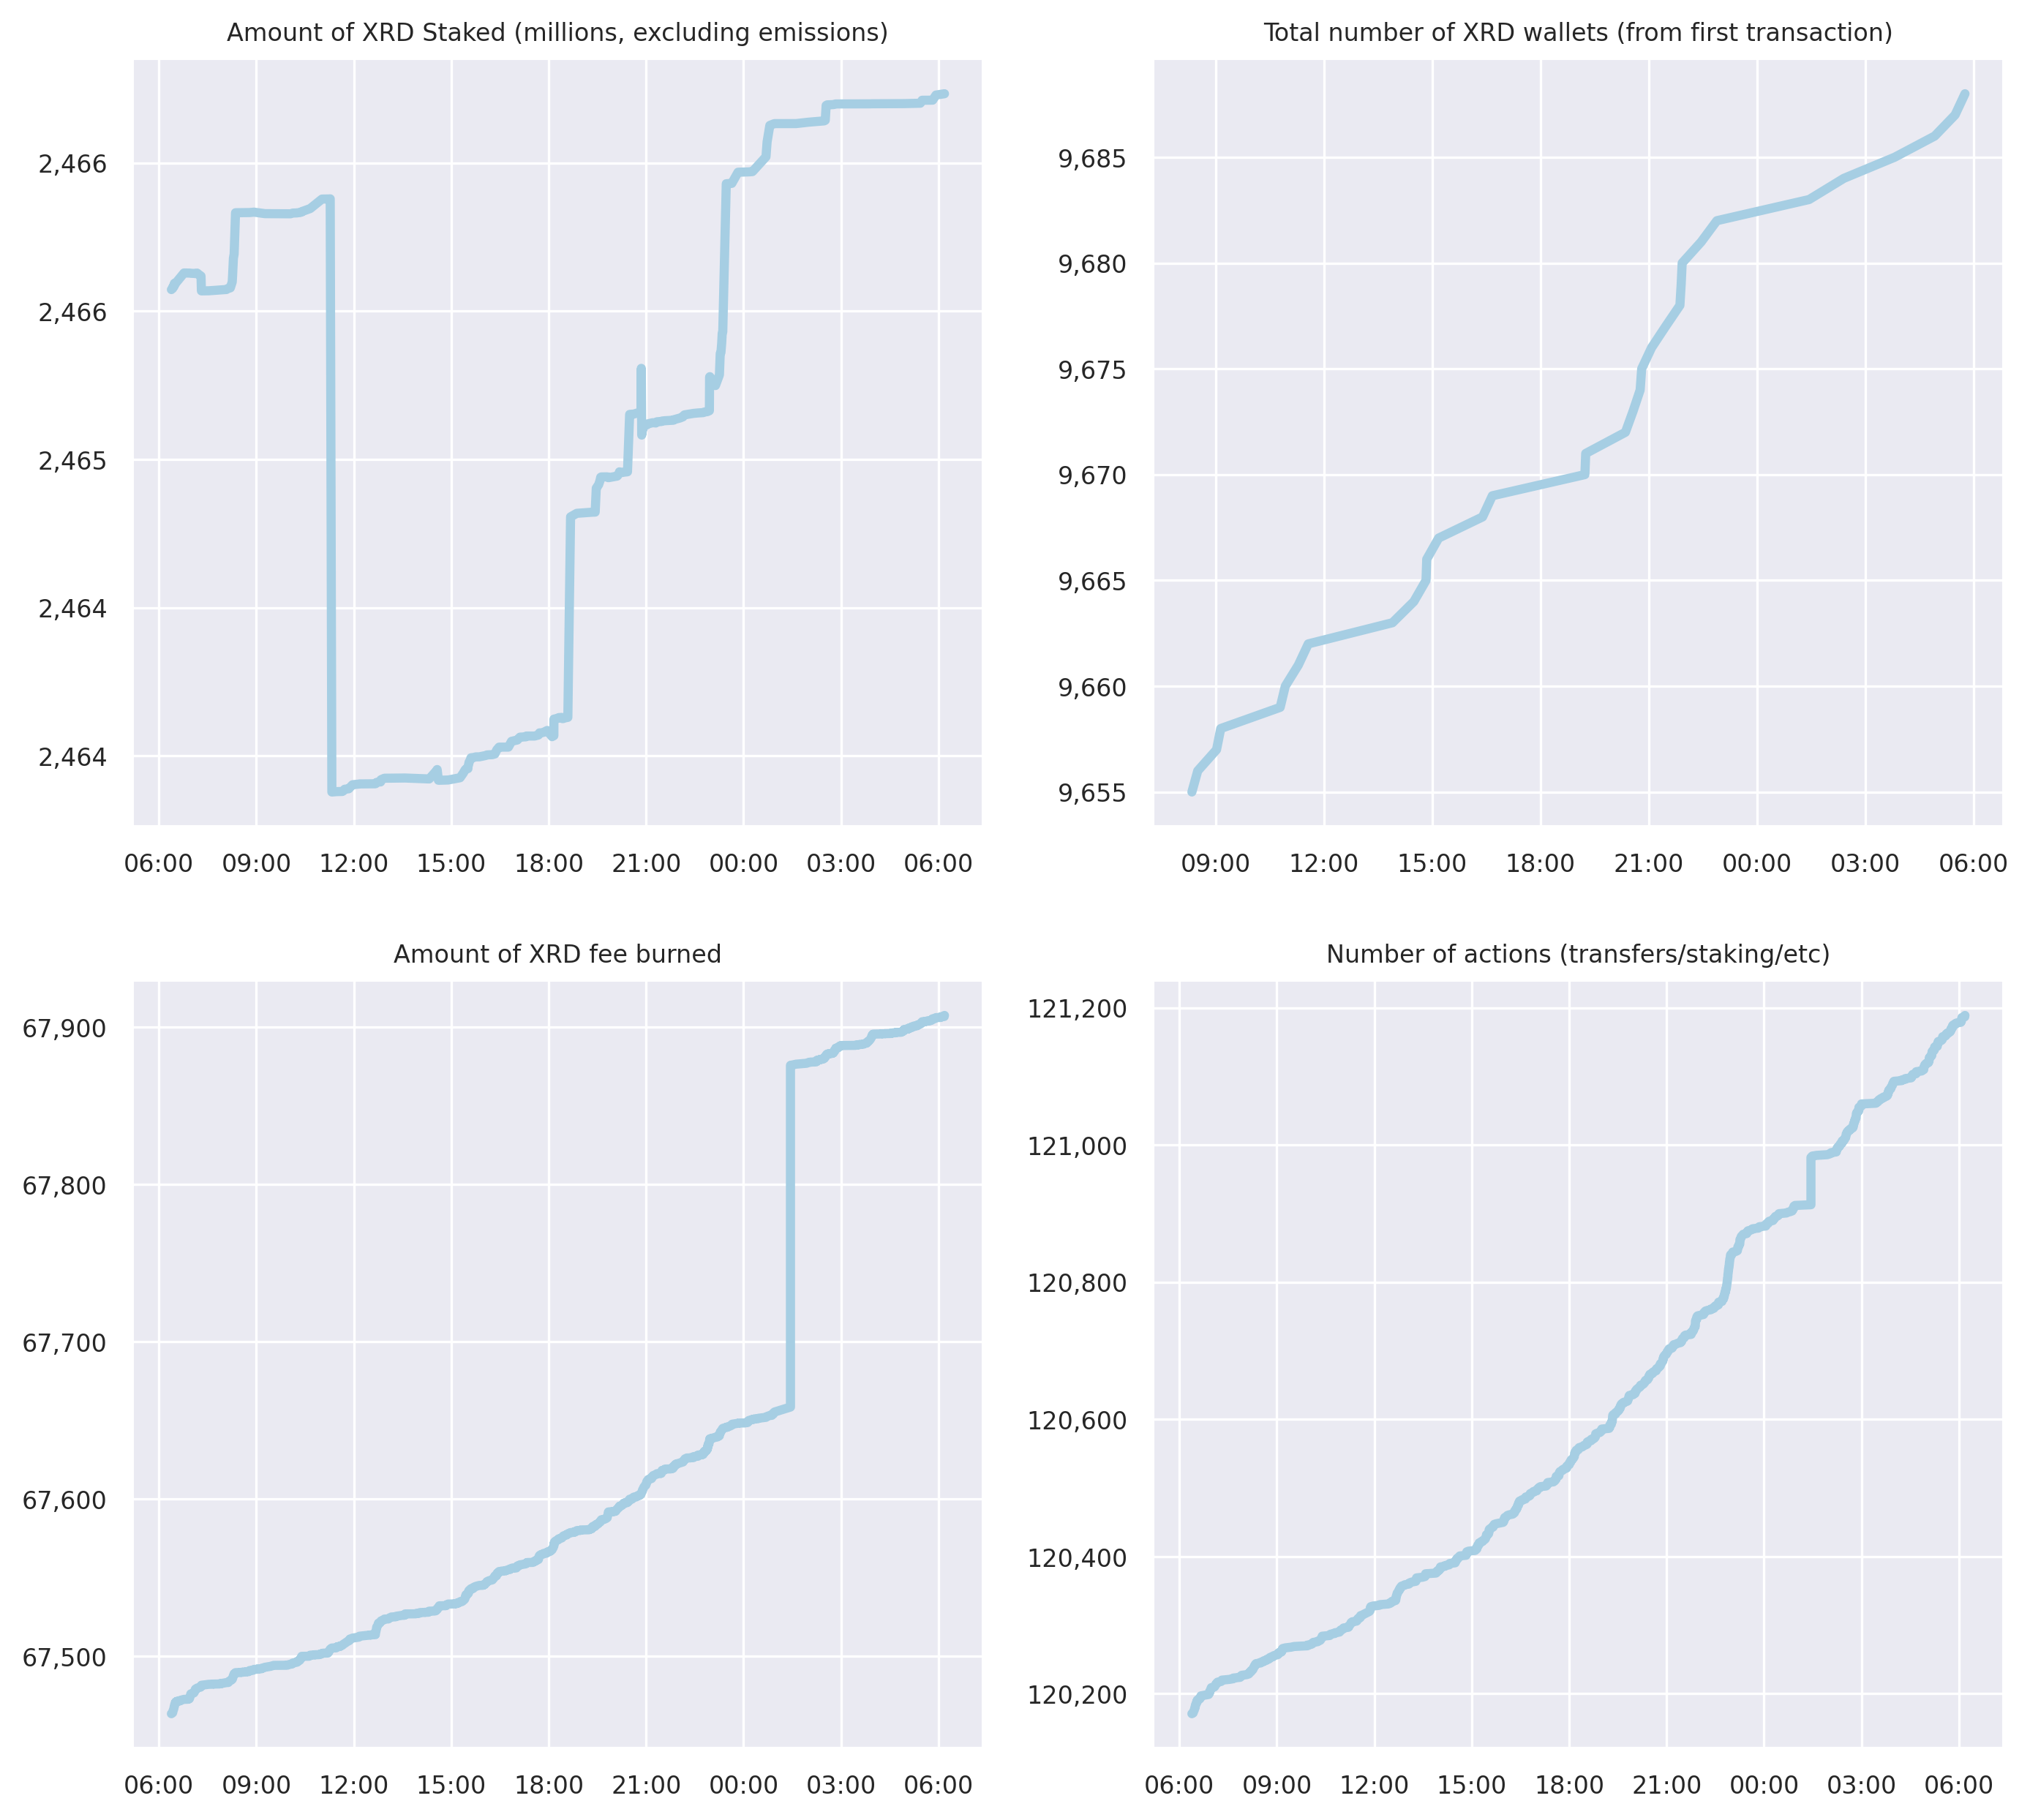 Amount of XRD Staked (millions, excluding emissions)
2,466
2,466
2,465
2,464
2,464
06:00 09:00 12:00 15:00 18:00 21:00 00:00 03:00 06:00
Total number of XRD wallets (from first transaction)
9,685
9,680
9,675
9,670
9,665
9,660
9,655
09:00 12:00 15:00 18:00 21:00 00:00 03:00 06:00
Amount of XRD fee burned
67,900
67,800
67,700
67,600
67,500
06:00 09:00 12:00 15:00 18:00 21:00 00:00 03:00 06:00
Number of actions (transfers/staking/etc)
121,200
121,000
120,800
120,600
120,400
120,200
06:00 09:00 12:00 15:00 18:00 21:00 00:00 03:00 06:00